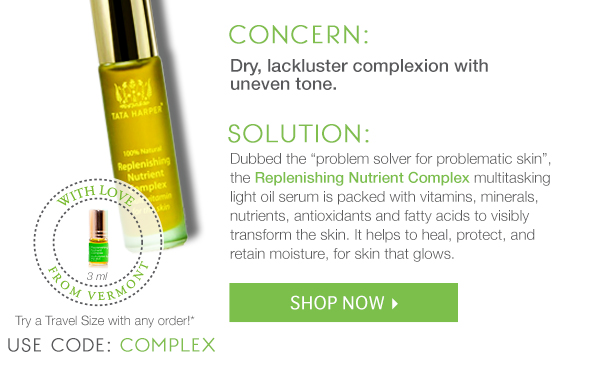 CONCERN:
Dry, lackluster complexion with
uneven tone.
SOLUTION:
Dubbed the “problem solver for problematic skin”,
the Replenishing Nutrient Complex multitasking
light oil serum is packed with vitamins, minerals,
nutrients, antioxidants and fatty acids to visibly
transform the skin. It helps to heal, protect, and
retain moisture, for skin that glows.
SHOP NOW
TATA HARPER
100% Natural
Replenishing
Nutrient
Complex
skin
WITH LOVE
3 ml
FROM VERMONT
Try a Travel Size with any order!*
USE CODE: COMPLEX